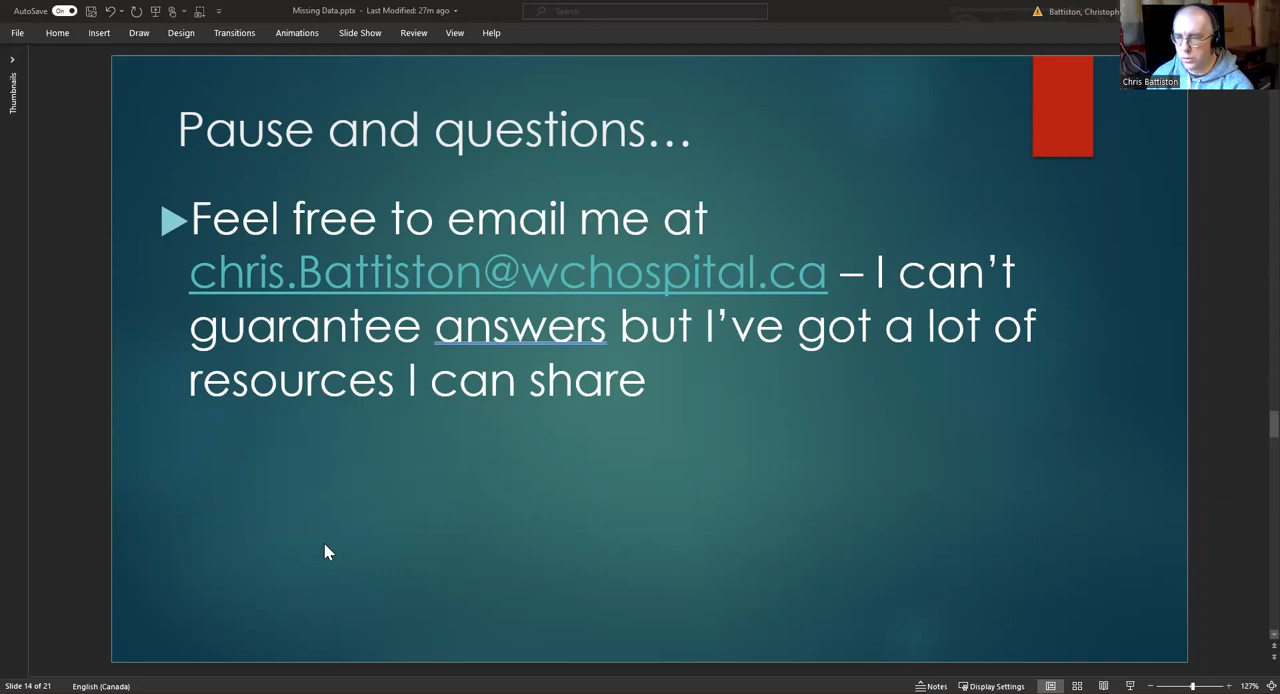 AutoSave On Missing Data.pptx - Last Modified: 27m ago Search Battiston, Christoph
File Home Insert Draw Design Transitions Animations Slide Show Review View Help
Chris Battiston
Thumbnails
Pause and questions…
Feel free to email me at
chris.Battiston@wchospital.ca – I can’t
guarantee answers but I’ve got a lot of
resources I can share
Slide 14 of 21 English (Canada) Notes Display Settings 127%